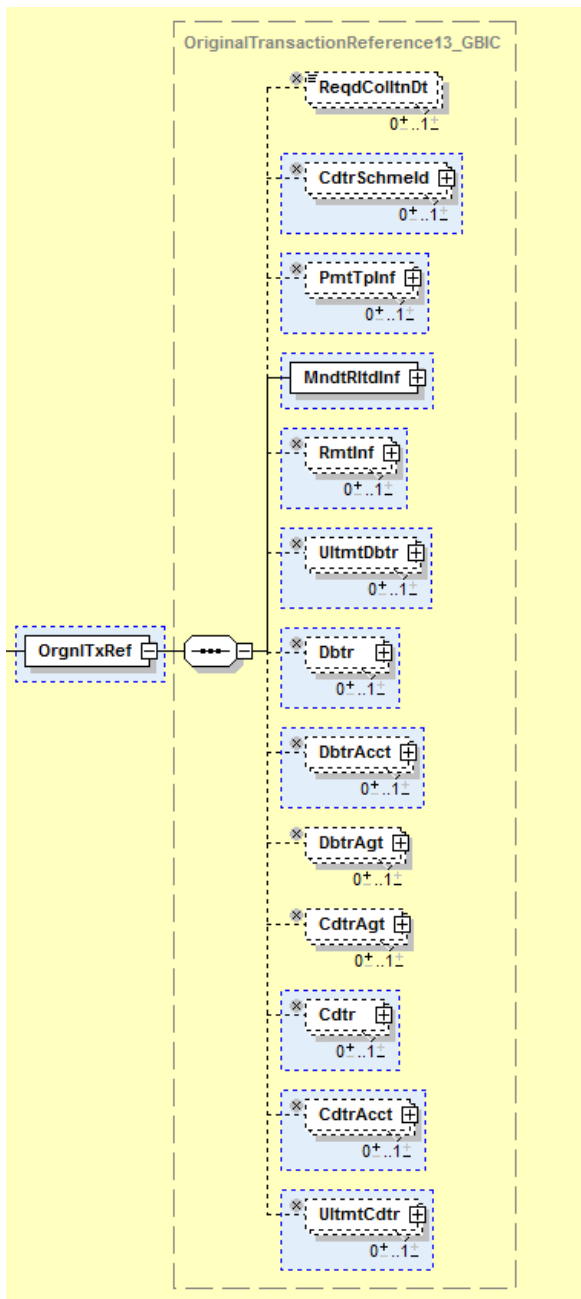 OriginalTransactionReference13_GBIC
ReqdColltnDt
0+..1±
CdtrSchmeId
0+..1±
PmtTpInf
0+..1±
MndtRltdInf
RmtInf
0+..1±
UltmtDbtr
0+..1±
OrgnlTxRef
Dbtr
0+..1±
DbtrAcct
0+..1±
DbtrAgt
0+..1±
CdtrAgt
0+..1±
Cdtr
0+..1±
CdtrAcct
0+..1±
UltmtCdtr
0+..1±